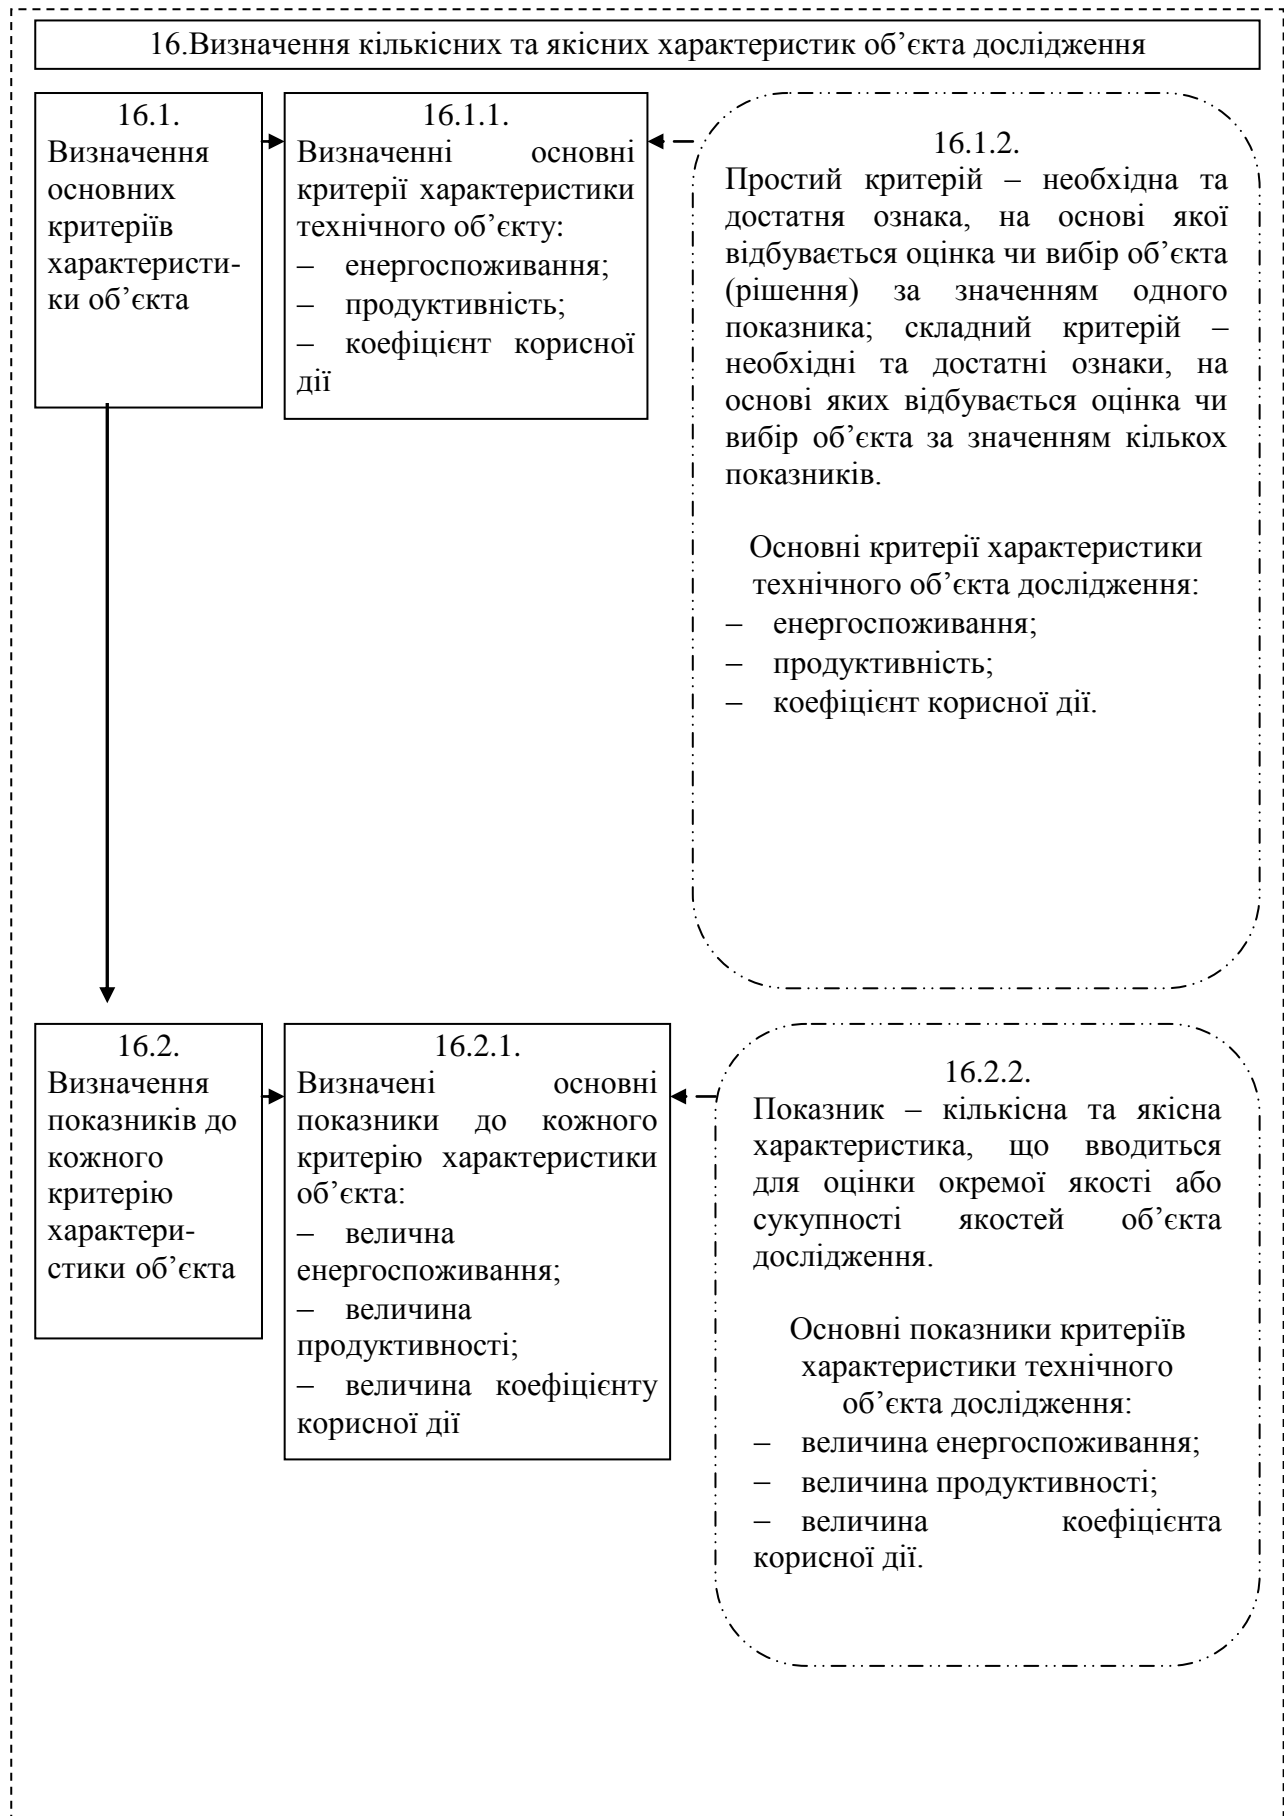 16.Визначення кількісних та якісних характеристик об’єкта дослідження
16.1.
Визначення
основних
критеріїв
характеристи-
ки об’єкта
16.1.1.
Визначенні основні
критерії характеристики
технічного об’єкту:
– енергоспоживання;
– продуктивність;
– коефіцієнт корисної
дії
16.1.2.
Простий критерій – необхідна та
достатня ознака, на основі якої
відбувається оцінка чи вибір об’єкта
(рішення) за значенням одного
показника; складний критерій –
необхідні та достатні ознаки, на
основі яких відбувається оцінка чи
вибір об’єкта за значенням кількох
показників.
Основні критерії характеристики
технічного об’єкта дослідження:
– енергоспоживання;
– продуктивність;
– коефіцієнт корисної дії.
16.2.
Визначення
показників до
кожного
критерію
характери-
стики об’єкта
16.2.1.
Визначені основні
показники до кожного
критерію характеристики
об’єкта:
– велична
енергоспоживання;
– величина
продуктивності;
– величина коефіцієнту
корисної дії
16.2.2.
Показник – кількісна та якісна
характеристика, що вводиться
для оцінки окремої якості або
сукупності якостей об’єкта
дослідження.
Основні показники критеріїв
характеристики технічного
об’єкта дослідження:
– величина енергоспоживання;
– величина продуктивності;
– величина коефіцієнта
корисної дії.